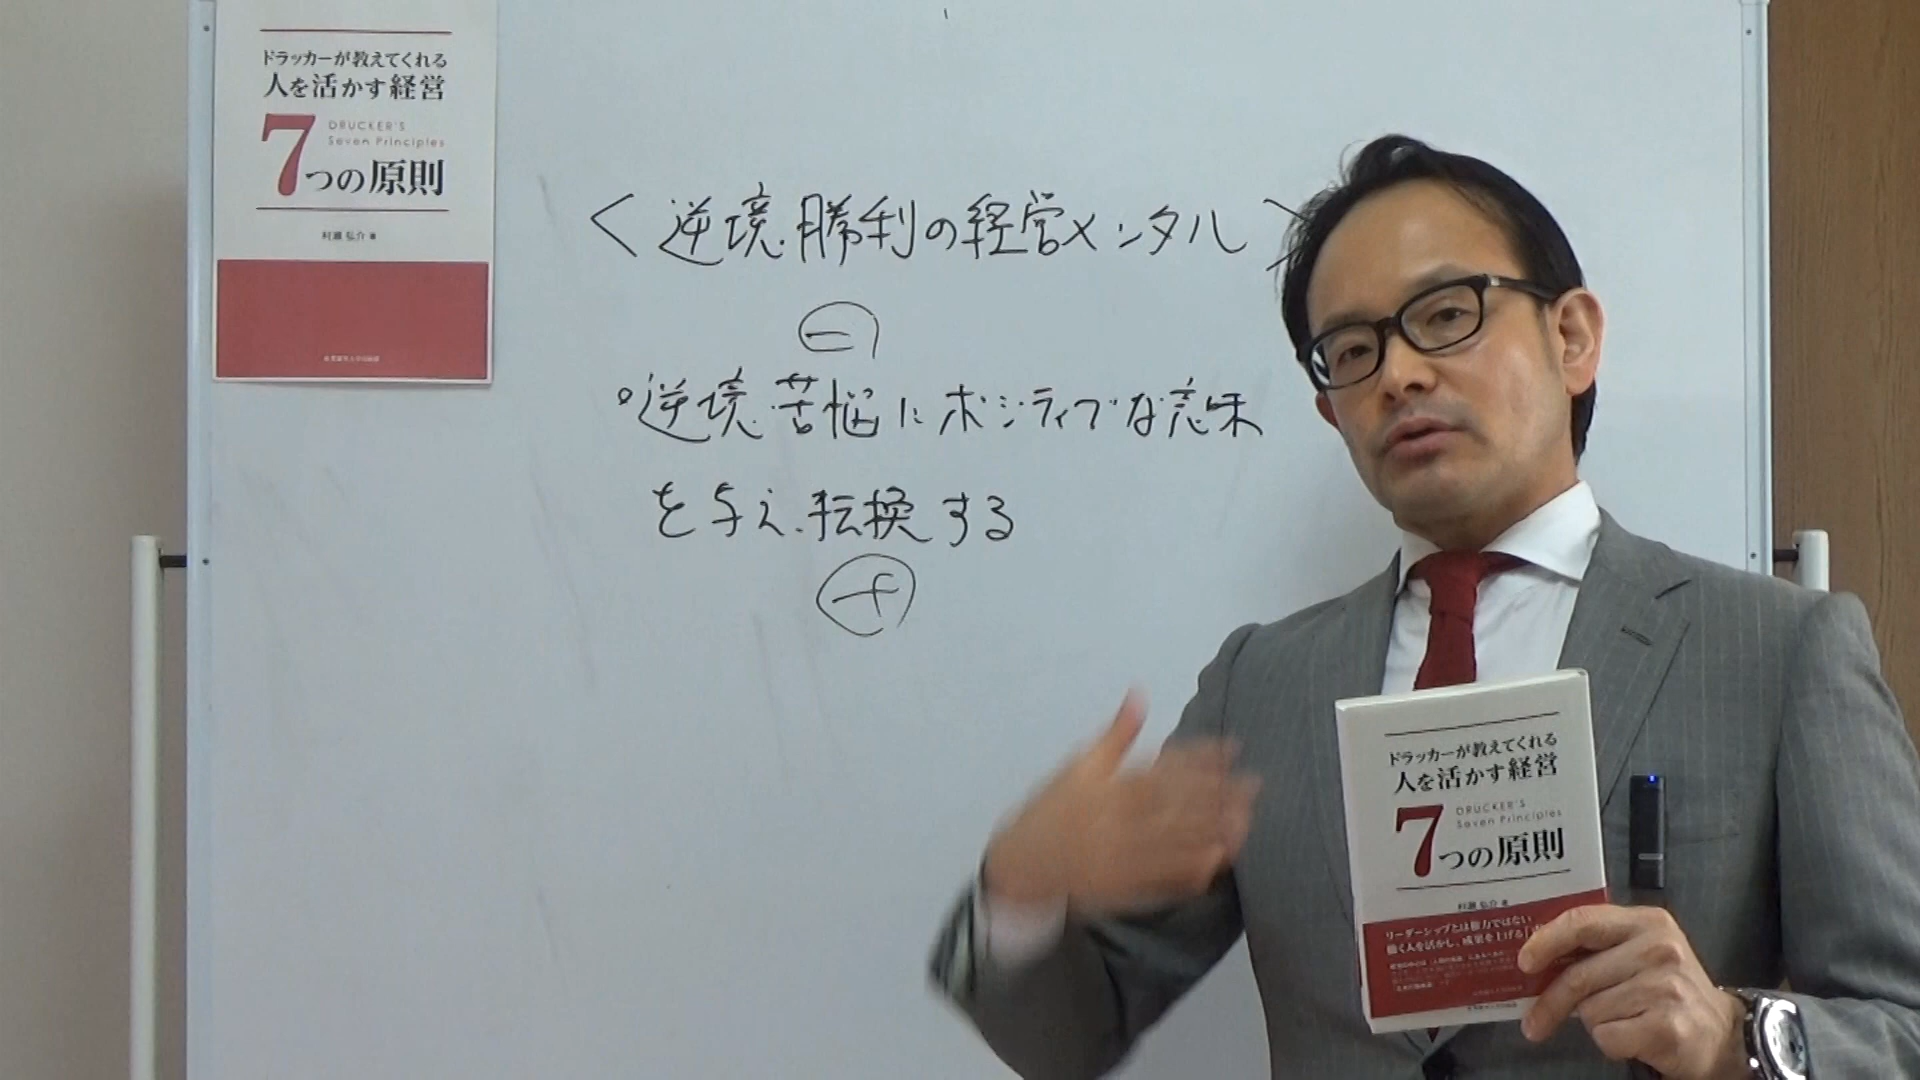 ドラッカーが教えてくれる
人を活かす経営
DRUCKER'S
Seven Principles
7つの原則
村瀬 弘介 著
＜逆境.勝利の経営メンタル＞
㊀
。逆境.苦悩にポジティブな意味
を与え.転換する
⊕
ドラッカーが教えてくれる
人を活かす経営
DRUCKER'S
Seven Principles
7つの原則
村瀬 弘介 著
リーダーシップとは権力ではない
働く人を活かし、成果を上げる「